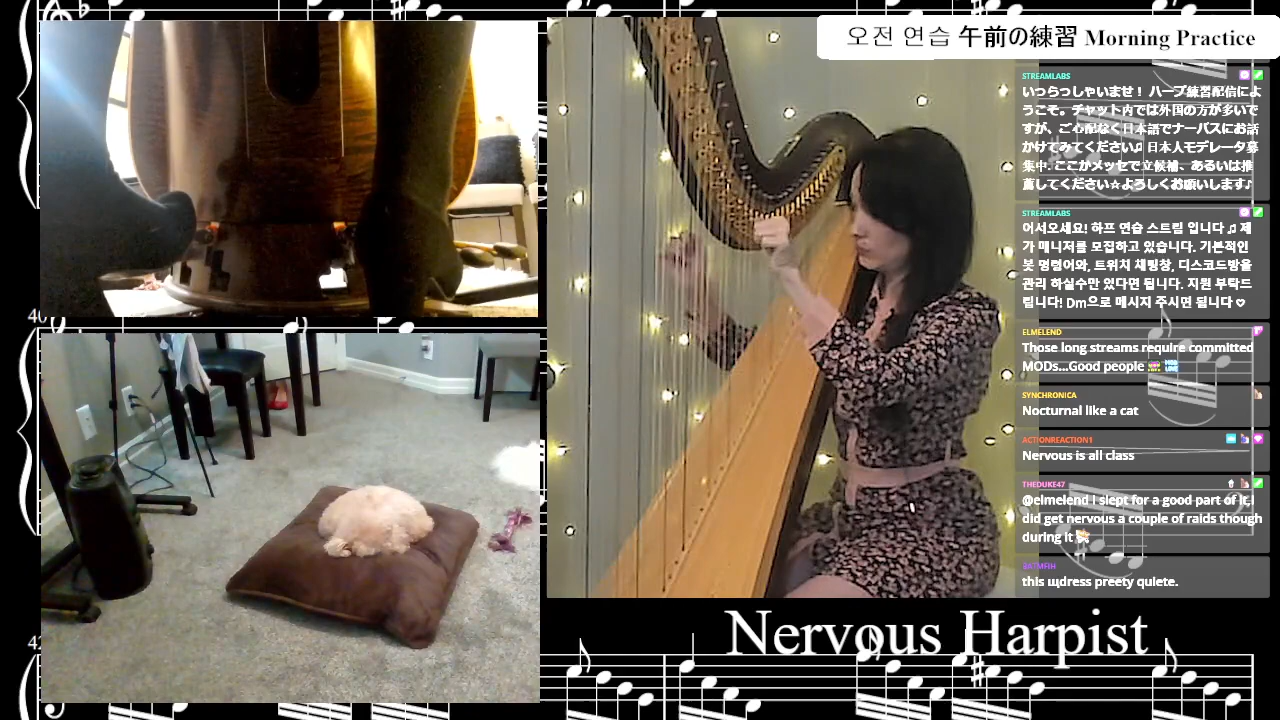 오전 연습 午前の練習 Morning Practice
STREAMLABS
いらっしゃいませ！ ハープ練習配信によ
うこそ。チャット内では外国の方が多いで
すが、ご心配なく日本語でナーバスにお話
かけてみてください♫ 日本人モデレータ募
集中. ここかメッセで立候補、あるいは推
薦してください☆よろしくお願いします♪
STREAMLABS
어서오세요! 하프 연습 스트림 입니다 ♫ 제
가 매니저를 모집하고 있습니다. 기본적인
봇 명령어와, 트위치 채팅창, 디스코드방을
관리 하실수만 있다면 됩니다. 지원 부탁드
립니다! Dm으로 메시지 주시면 됩니다 ♡
ELMELEND
Those long streams require committed
MODs...Good people
SYNCHRONICA
Nocturnal like a cat
ACTIONREACTION1
Nervous is all class
THEDUKE47
@elmelend I slept for a good part of it. I
did get nervous a couple of raids though
during it
BATMFIH
this wdress preety quiete.
Nervous Harpist
40
42